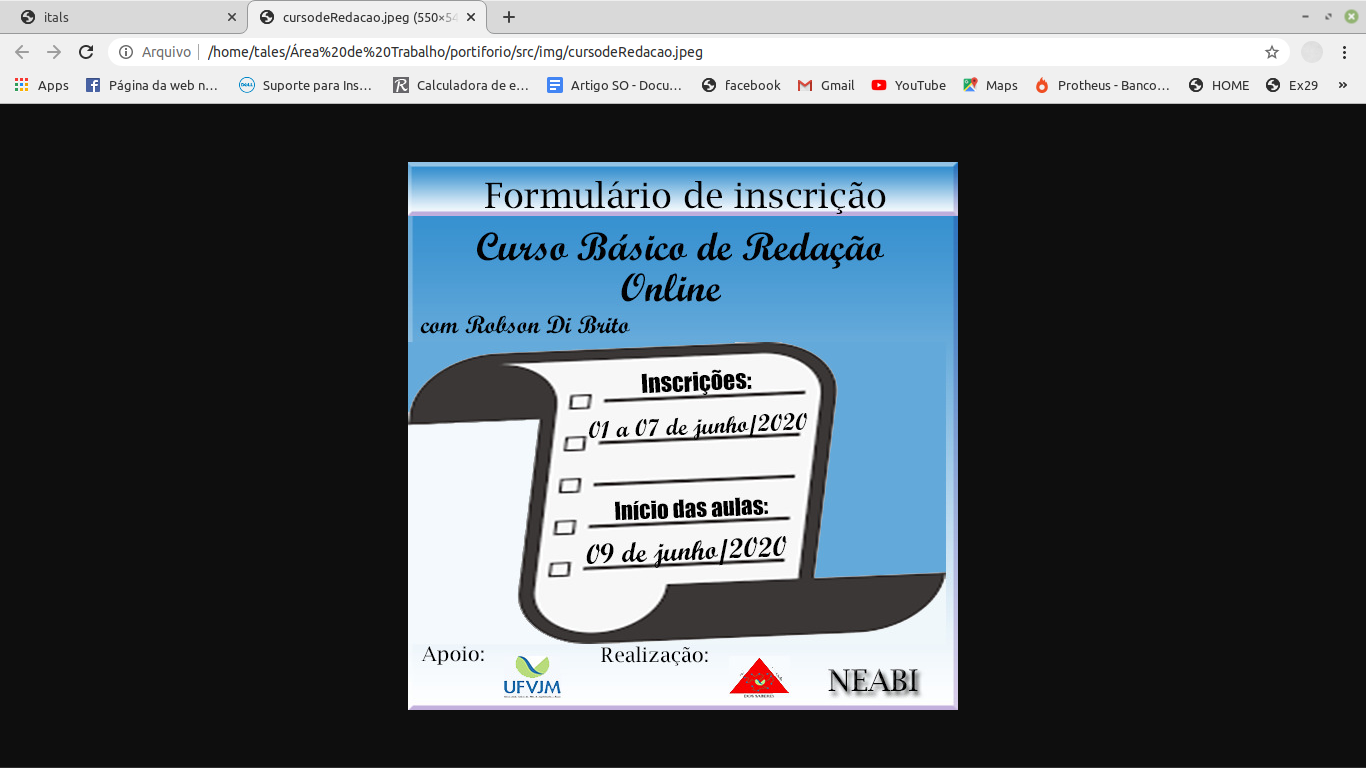 itals
cursodeRedacao.jpeg (550×54
Arquivo
/home/tales/Área%20de%20Trabalho/portiforio/src/img/cursodeRedacao.jpeg
Apps
Página da web n…
Suporte para Ins…
Calculadora de e…
Artigo SO - Docu…
facebook
Gmail
YouTube
Maps
Protheus - Banco…
HOME
Ex29
»
Formulário de inscrição
Curso Básico de Redação
Online
com Robson Di Brito
Inscrições:
01 a 07 de junho/2020
Início das aulas:
09 de junho/2020
Apoio:
UFVJM
Realização:
NEABI